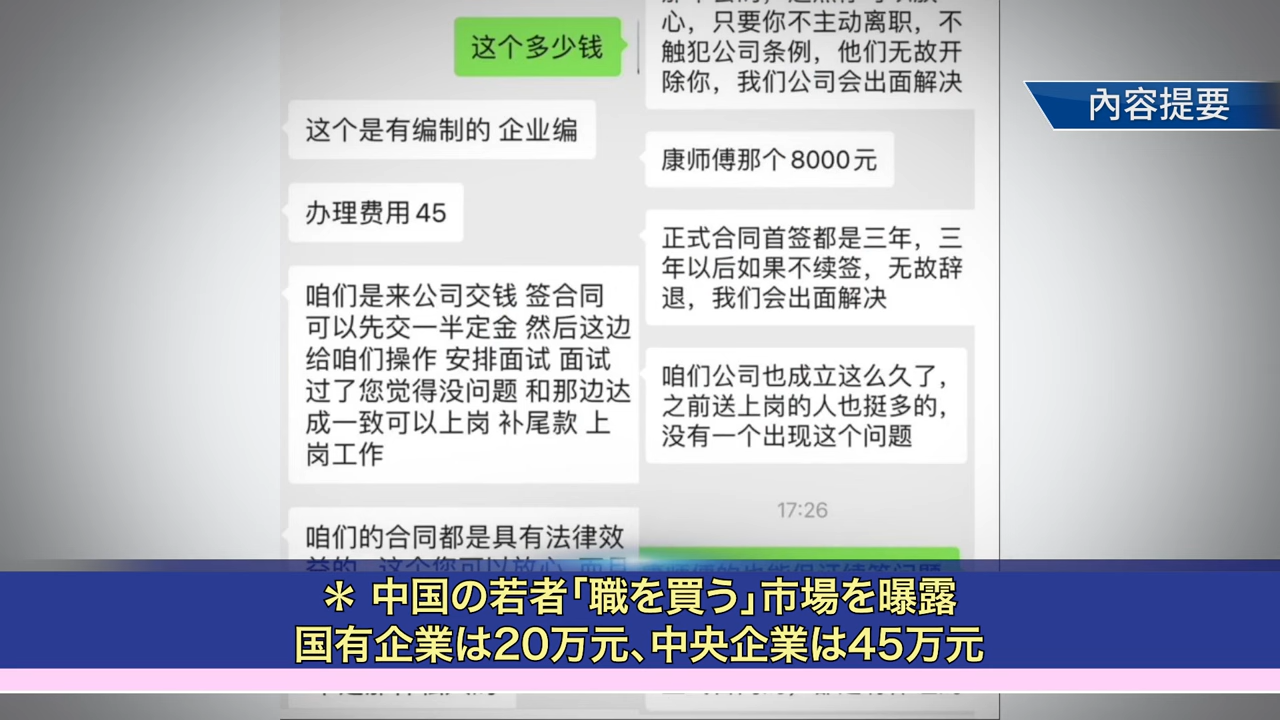 这个多少钱
这个是有编制的 企业编
办理费用45
咱们是来公司交钱 签合同
可以先交一半定金 然后这边
给咱们操作 安排面试 面试
过了您觉得没问题 和那边达
成一致可以上岗 补尾款 上
岗工作
咱们的合同都是具有法律效
心，只要你不主动离职，不
触犯公司条例，他们无故开
除你，我们公司会出面解决
康师傅那个8000元
正式合同首签都是三年，三
年以后如果不续签，无故辞
退，我们会出面解决
咱们公司也成立这么久了，
之前送上岗的人也挺多的，
没有一个出现这个问题
17:26
內容提要
＊ 中国の若者｢職を買う｣市場を曝露
国有企業は20万元､中央企業は45万元